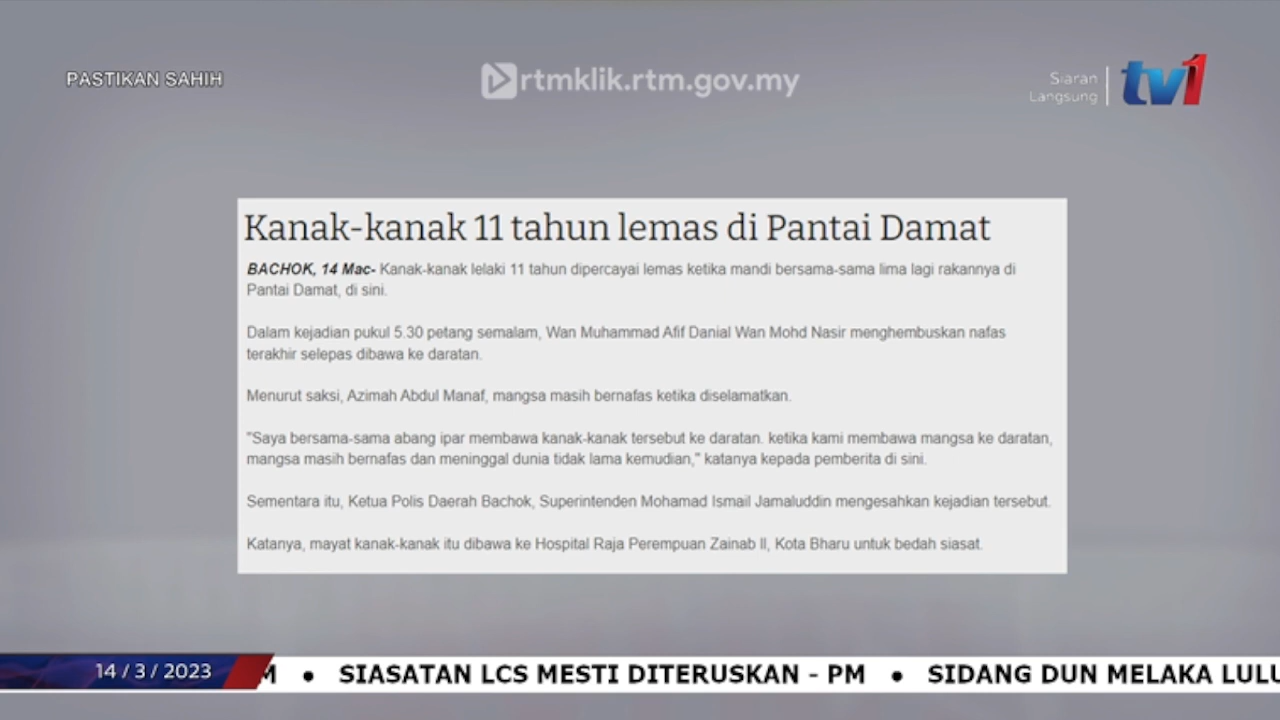 PASTIKAN SAHIH
rtmklik.rtm.gov.my
Siaran
Langsung
tv1
Kanak-kanak 11 tahun lemas di Pantai Damat
BACHOK, 14 Mac- Kanak-kanak lelaki 11 tahun dipercayai lemas ketika mandi bersama-sama lima lagi rakannya di
Pantai Damat, di sini.
Dalam kejadian pukul 5.30 petang semalam, Wan Muhammad Afif Danial Wan Mohd Nasir menghembuskan nafas
terakhir selepas dibawa ke daratan.
Menurut saksi, Azimah Abdul Manaf, mangsa masih bernafas ketika diselamatkan.
"Saya bersama-sama abang ipar membawa kanak-kanak tersebut ke daratan. ketika kami membawa mangsa ke daratan,
mangsa masih bernafas dan meninggal dunia tidak lama kemudian," katanya kepada pemberita di sini.
Sementara itu, Ketua Polis Daerah Bachok, Superintenden Mohamad Ismail Jamaluddin mengesahkan kejadian tersebut.
Katanya, mayat kanak-kanak itu dibawa ke Hospital Raja Perempuan Zainab II, Kota Bharu untuk bedah siasat.
14 / 3 / 2023 M • SIASATAN LCS MESTI DITERUSKAN - PM • SIDANG DUN MELAKA LULU